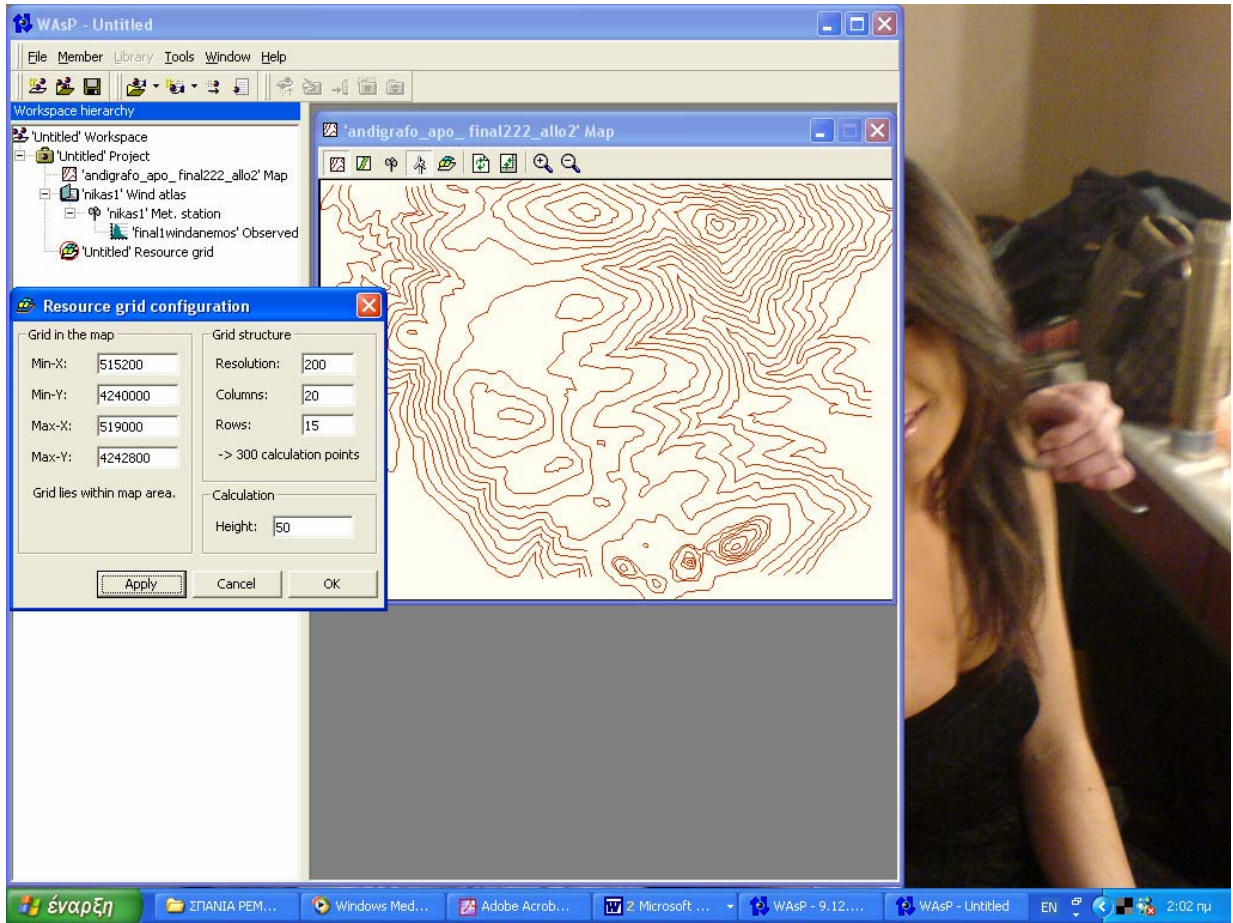 WAsP - Untitled
File Member Library Tools Window Help
Workspace hierarchy
'Untitled' Workspace
'Untitled' Project
'andigrafo_apo_ final222_allo2' Map
'nikas1' Wind atlas
'nikas1' Met. station
'final1windanemos' Observed
'Untitled' Resource grid
'andigrafo_apo_ final222_allo2' Map
Resource grid configuration
Grid in the map
Min-X: 515200
Min-Y: 4240000
Max-X: 519000
Max-Y: 4242800
Grid lies within map area.
Grid structure
Resolution: 200
Columns: 20
Rows: 15
-> 300 calculation points
Calculation
Height: 50
Apply Cancel OK
έναρξη ΣΠΑΝΙΑ ΡΕΜ... Windows Med... Adobe Acrob... 2 Microsoft ... WAsP - 9.12.... WAsP - Untitled EN 2:02 πμ